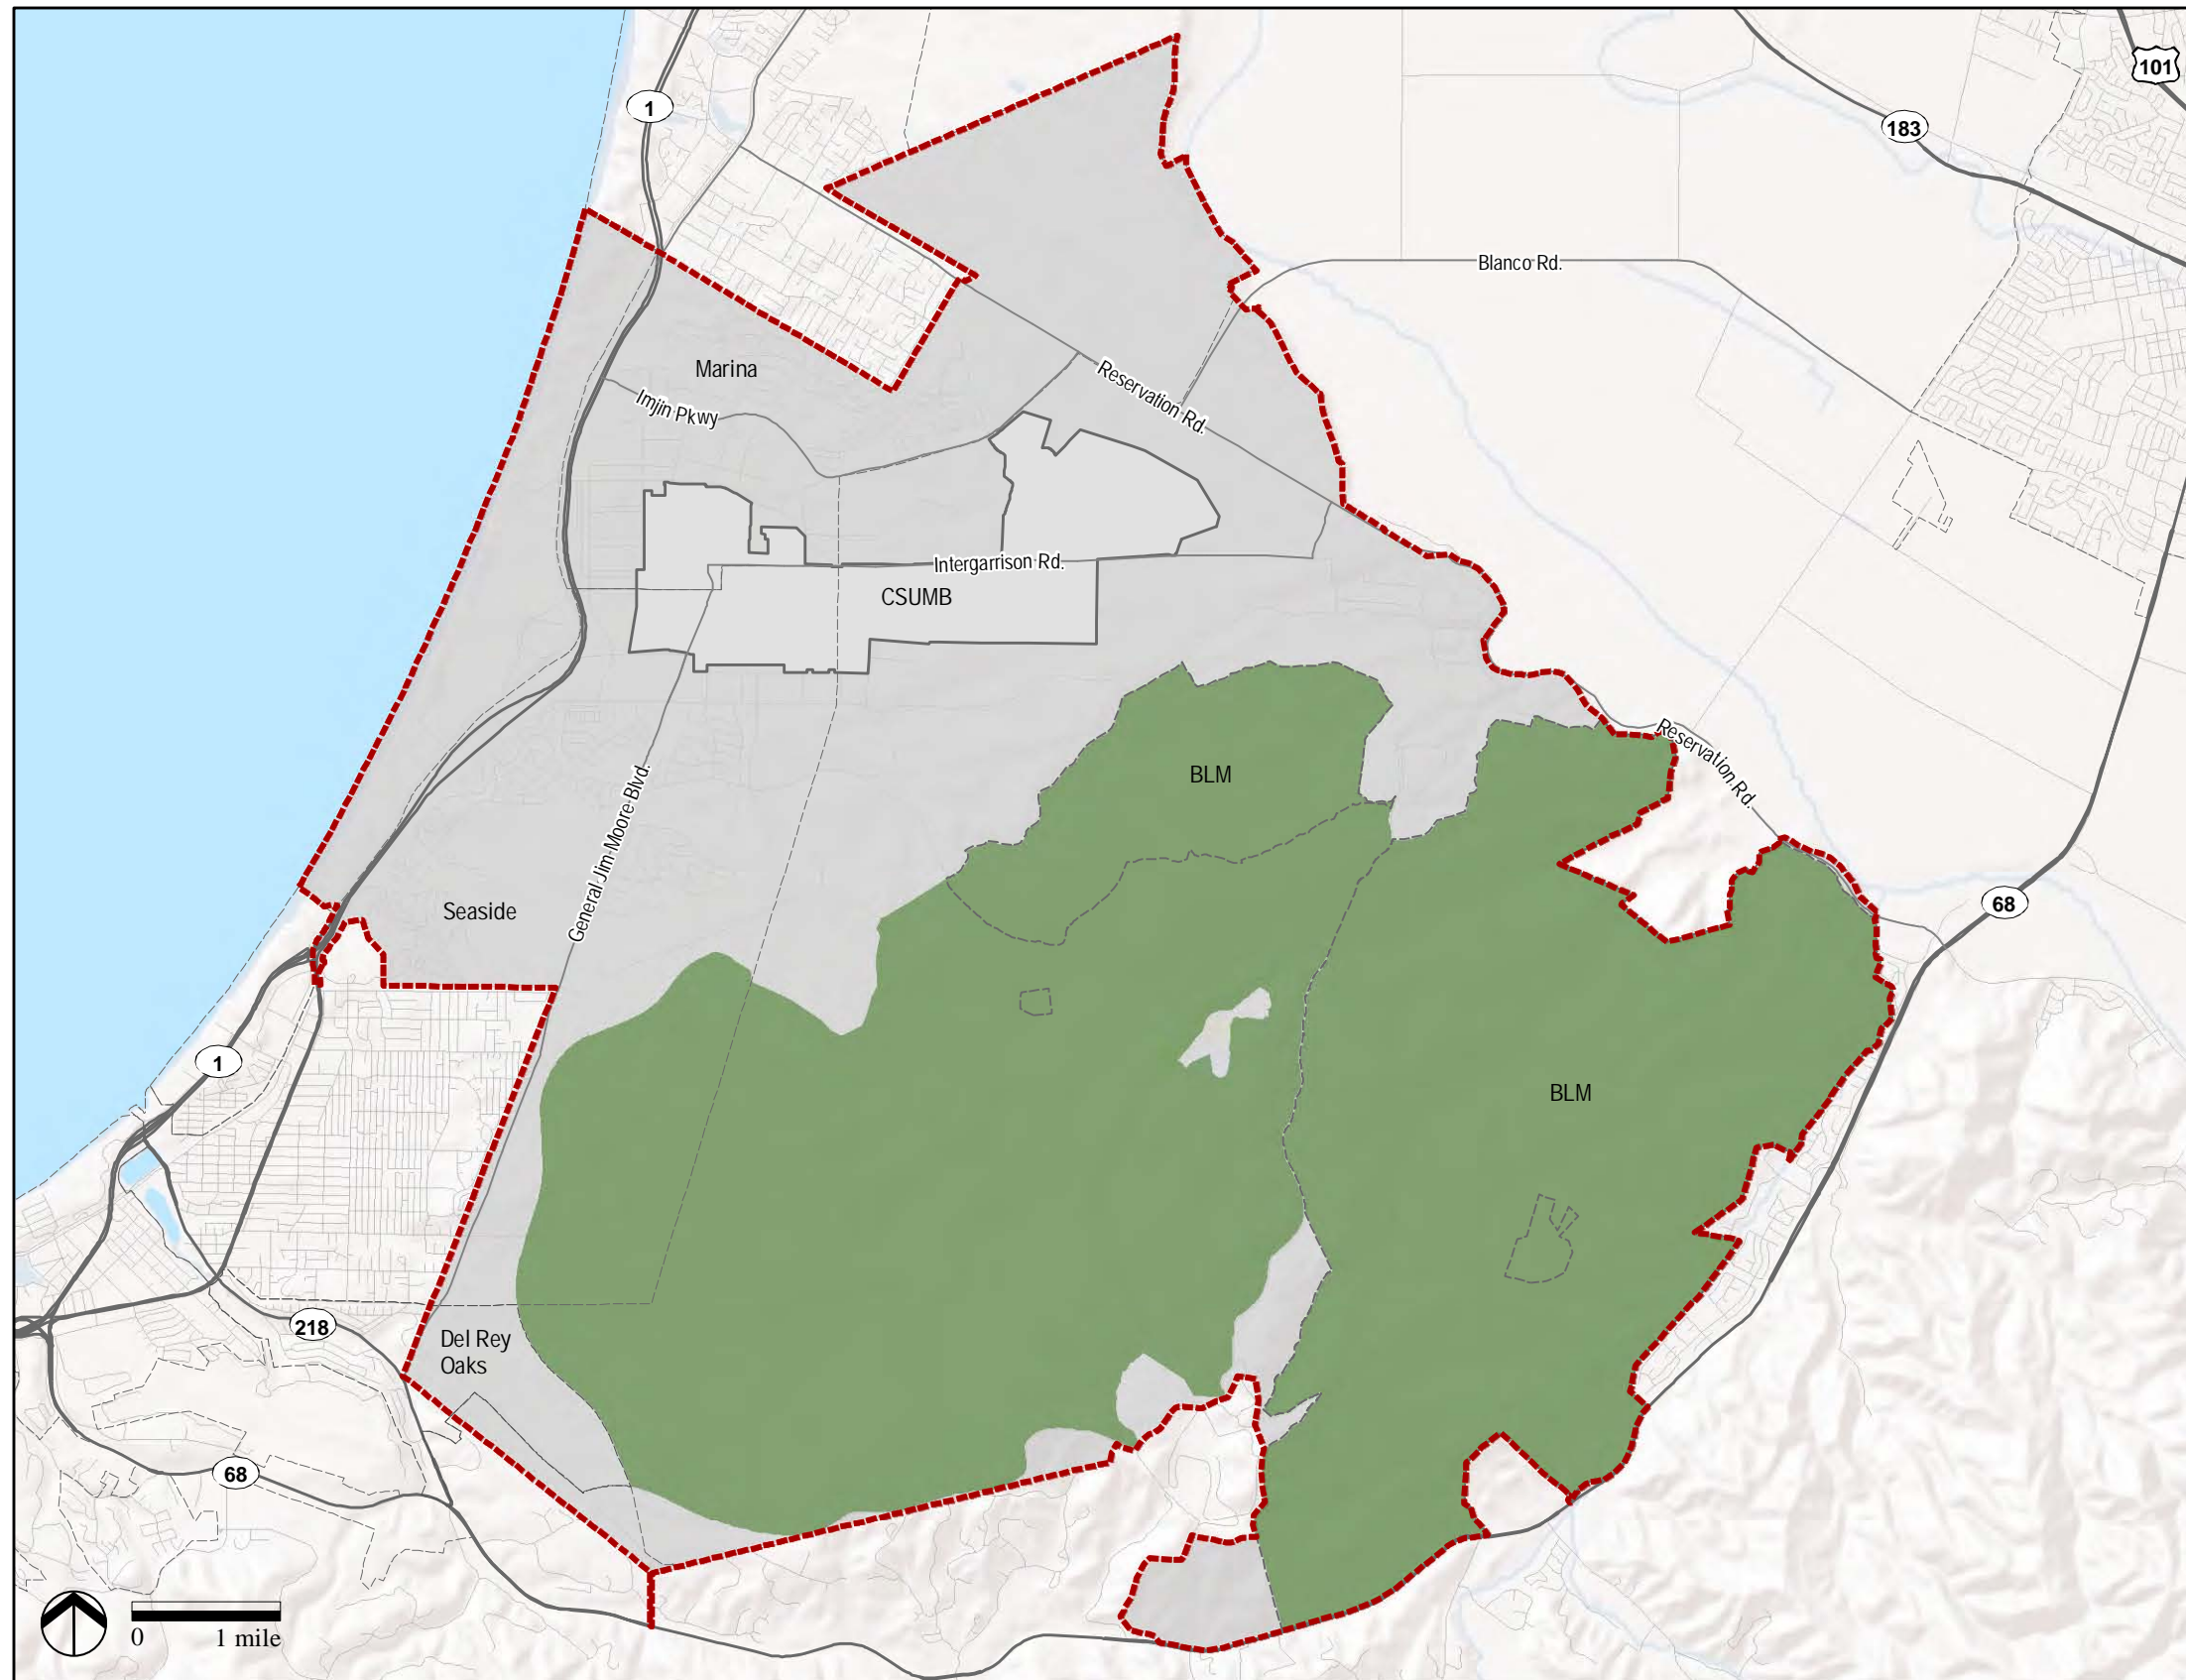 101
1
183
Blanco Rd.
Marina
Reservation Rd.
Imjin Pkwy
Intergarrison Rd.
CSUMB
Reservation Rd.
BLM
General Jim Moore Blvd.
68
Seaside
1
BLM
218
Del Rey
Oaks
68
0 1 mile